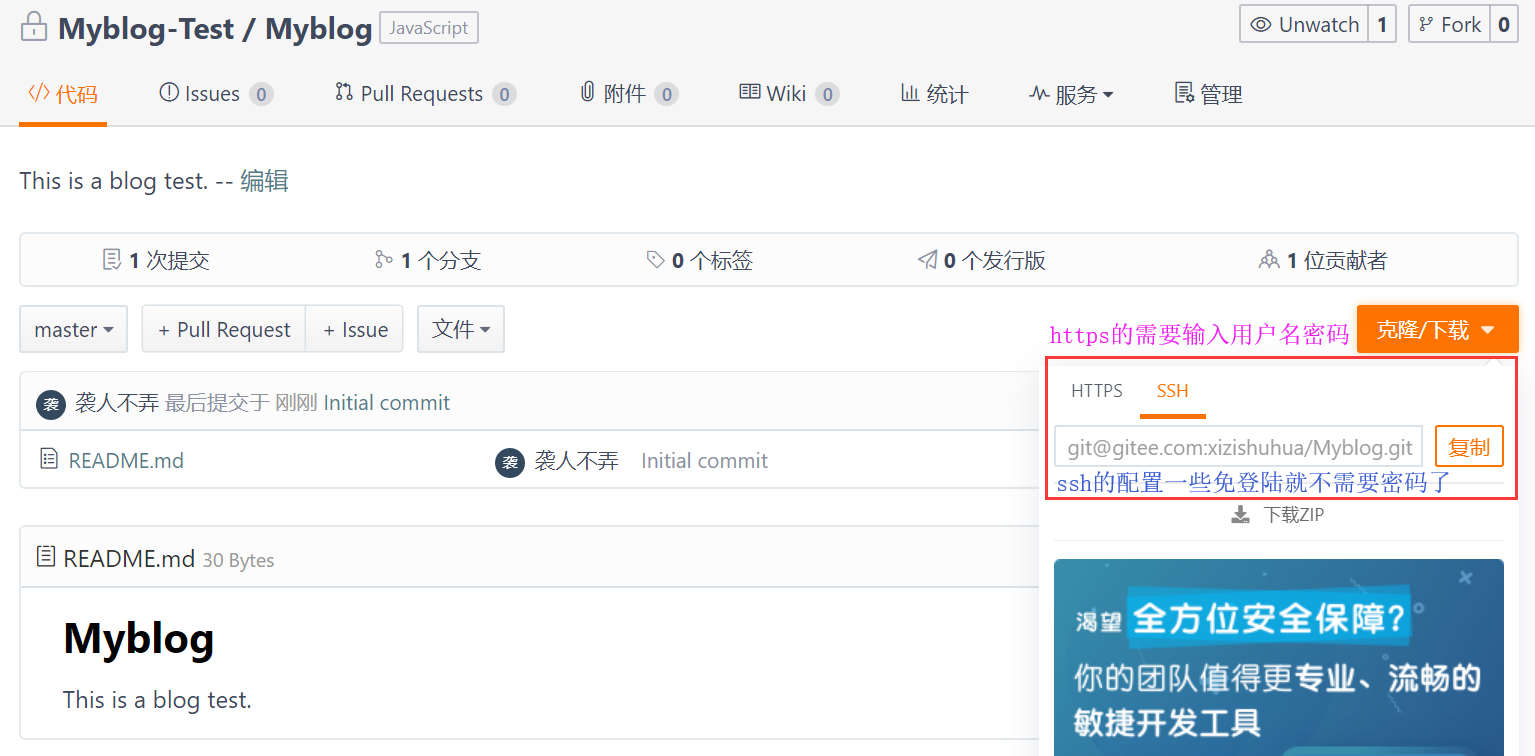 Myblog-Test / Myblog JavaScript Unwatch 1 Fork 0
</> 代码 Issues 0 Pull Requests 0 附件 0 Wiki 0 统计 服务 管理
This is a blog test. -- 编辑
1 次提交 1 个分支 0 个标签 0 个发行版 1 位贡献者
master + Pull Request + Issue 文件 https的需要输入用户名密码 克隆/下载
HTTPS SSH
袭 袭人不弄 最后提交于 刚刚 Initial commit
git@gitee.com:xizishuhua/Myblog.git 复制
README.md 袭 袭人不弄 Initial commit
ssh的配置一些免登陆就不需要密码了
下载ZIP
README.md 30 Bytes
Myblog
This is a blog test.
渴望 全方位安全保障?
你的团队值得更专业、流畅的
敏捷开发工具